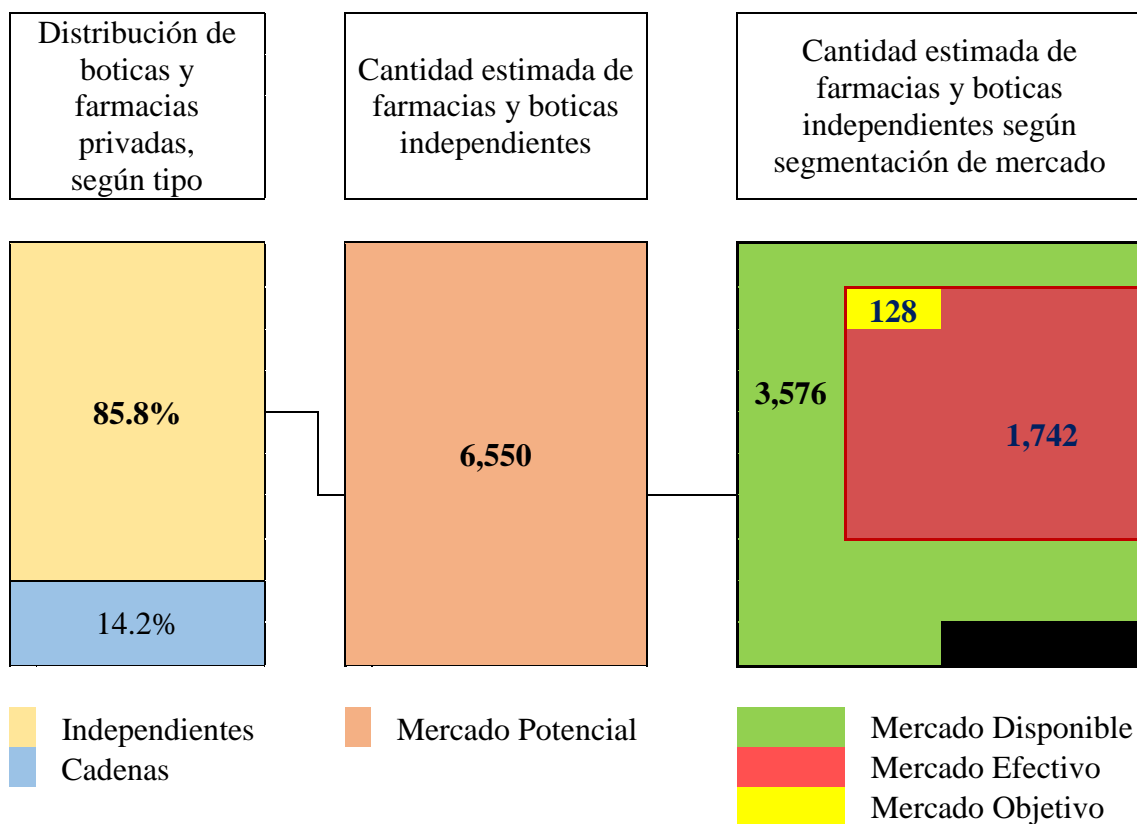 Distribución de
boticas y
farmacias
privadas,
según tipo
Cantidad estimada de
farmacias y boticas
independientes
Cantidad estimada de
farmacias y boticas
independientes según
segmentación de mercado
85.8%
14.2%
6,550
128
3,576
1,742
Independientes
Cadenas
Mercado Potencial
Mercado Disponible
Mercado Efectivo
Mercado Objetivo